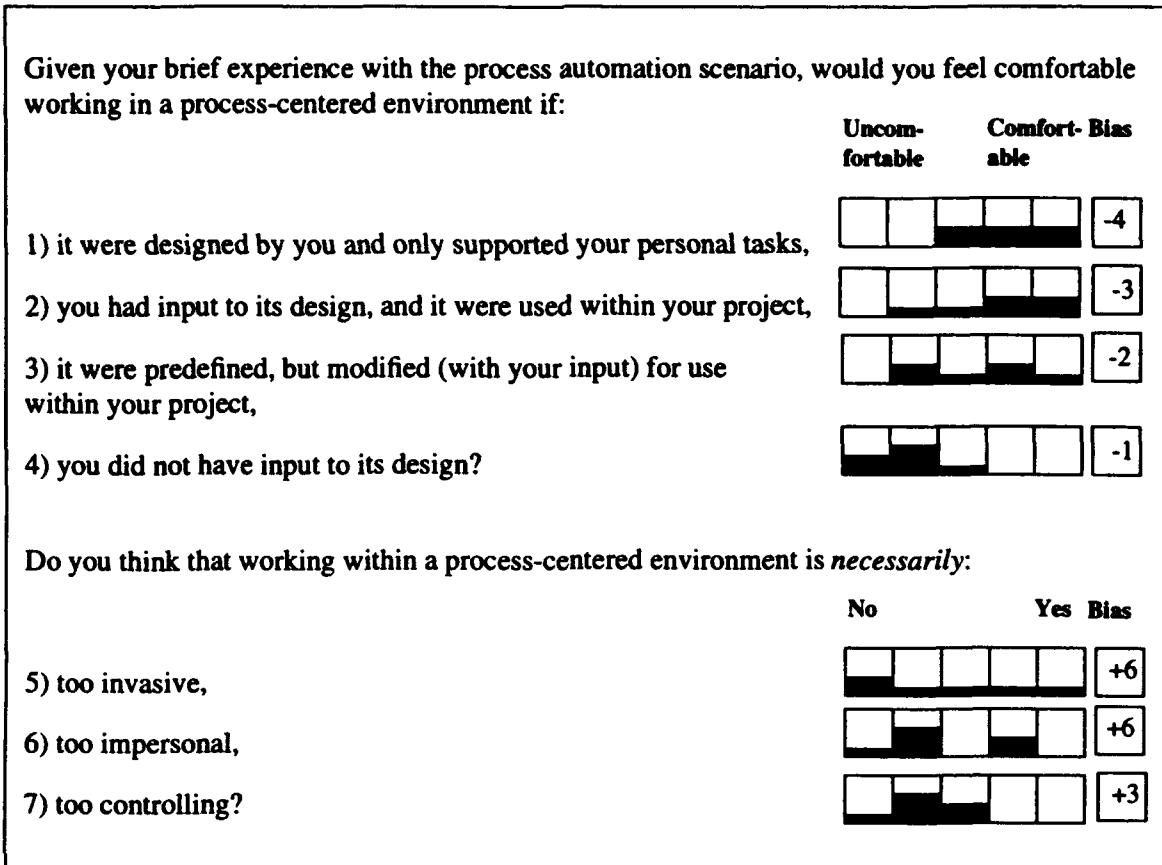 Given your brief experience with the process automation scenario, would you feel comfortable
working in a process-centered environment if:
Uncom- Comfort- Bias
fortable able
1) it were designed by you and only supported your personal tasks, -4
2) you had input to its design, and it were used within your project, -3
3) it were predefined, but modified (with your input) for use -2
within your project,
4) you did not have input to its design? -1
Do you think that working within a process-centered environment is necessarily:
No Yes Bias
5) too invasive, +6
6) too impersonal, +6
7) too controlling? +3